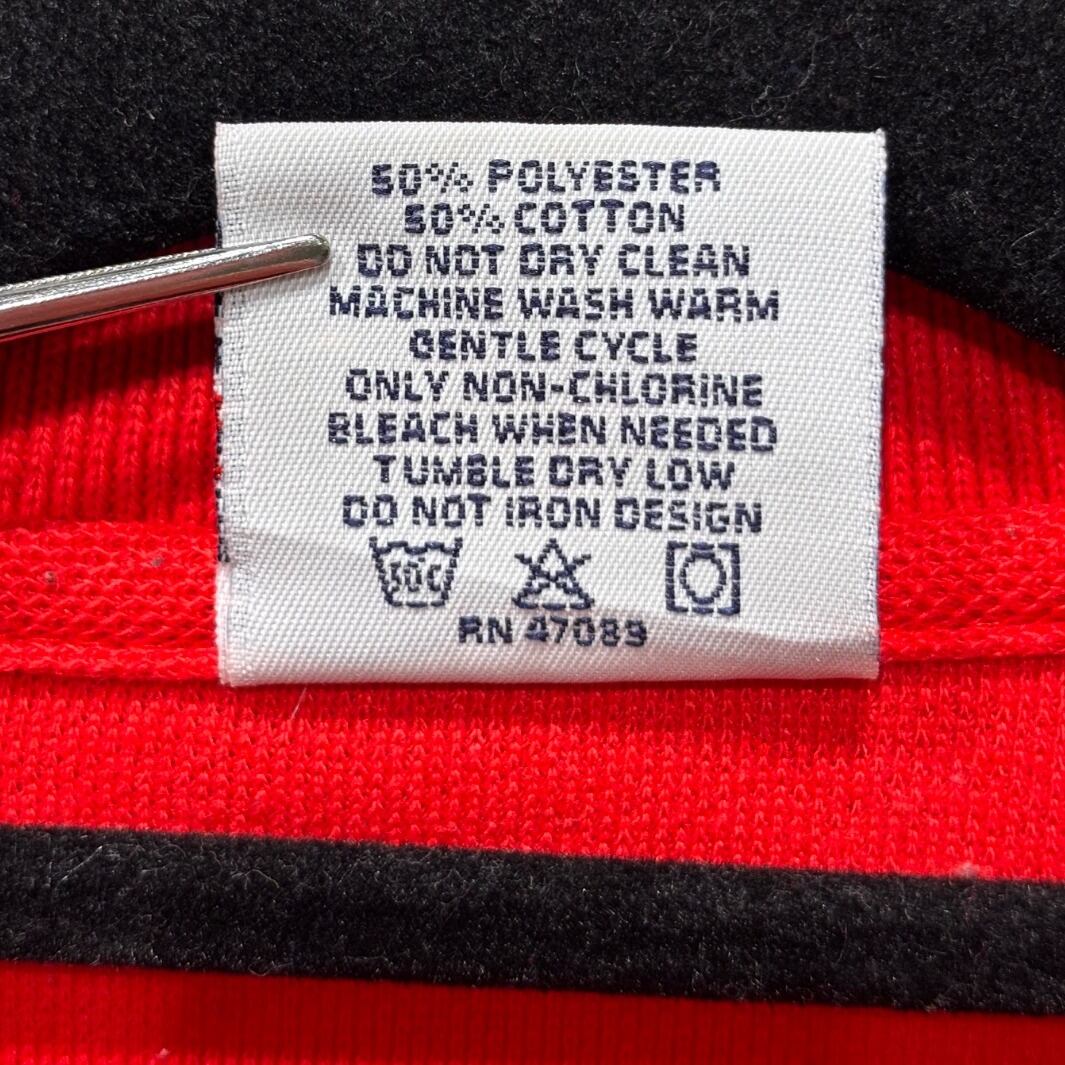 50% POLYESTER
50% COTTON
DO NOT DRY CLEAN
MACHINE WASH WARM
GENTLE CYCLE
ONLY NON-CHLORINE
BLEACH WHEN NEEDED
TUMBLE DRY LOW
DO NOT IRON DESIGN
50C
RN 47089